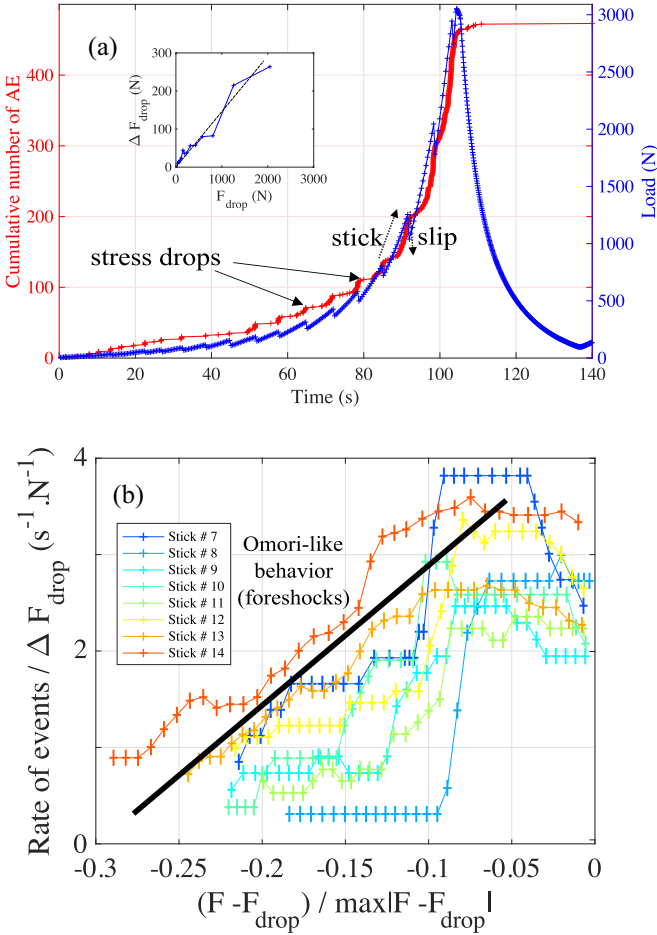 (a)
Cumulative number of AE
400
300
200
100
0
3000
2500
2000
1500
1000
500
0
Load (N)
0 20 40 60 80 100 120 140
Time (s)
300
200
100
0
Δ F_drop (N)
0 1000 2000 3000
F_drop (N)
stick
slip
stress drops
(b)
Rate of events / Δ F_drop (s⁻¹ .N⁻¹)
4
2
0
Stick # 7
Stick # 8
Stick # 9
Stick # 10
Stick # 11
Stick # 12
Stick # 13
Stick # 14
Omori-like
behavior
(foreshocks)
-0.3 -0.25 -0.2 -0.15 -0.1 -0.05 0
(F -F_drop) / max|F -F_drop|